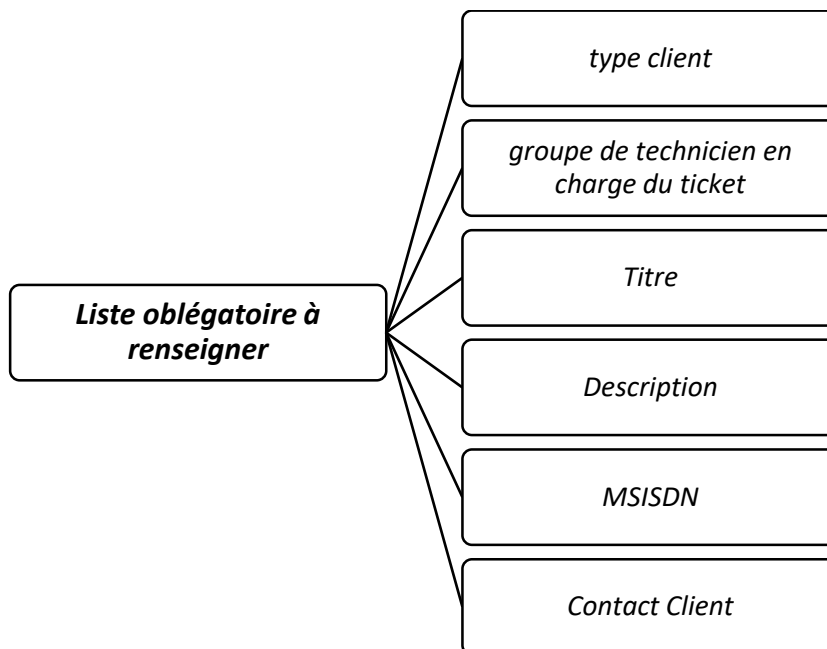 type client
groupe de technicien en
charge du ticket
Titre
Liste oblégatoire à
renseigner
Description
MSISDN
Contact Client